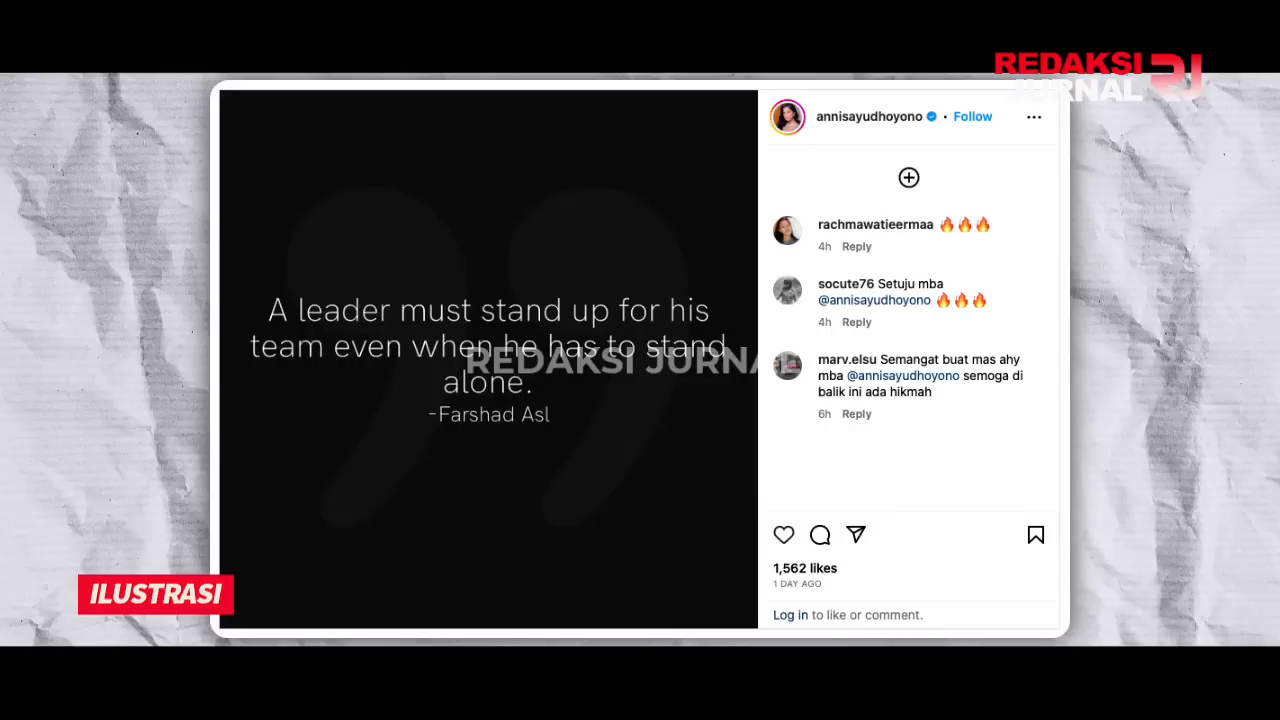 REDAKSI
JURNAL
RJ
A leader must stand up for his
team even when he has to stand
alone.
-Farshad Asl
REDAKSI JURNAL
annisayudhoyono • Follow
rachmawatieermaa 🔥🔥🔥
4h Reply
socute76 Setuju mba
@annisayudhoyono 🔥🔥🔥
4h Reply
marv.elsu Semangat buat mas ahy
mba @annisayudhoyono semoga di
balik ini ada hikmah
6h Reply
1,562 likes
1 DAY AGO
Log in to like or comment.
ILUSTRASI